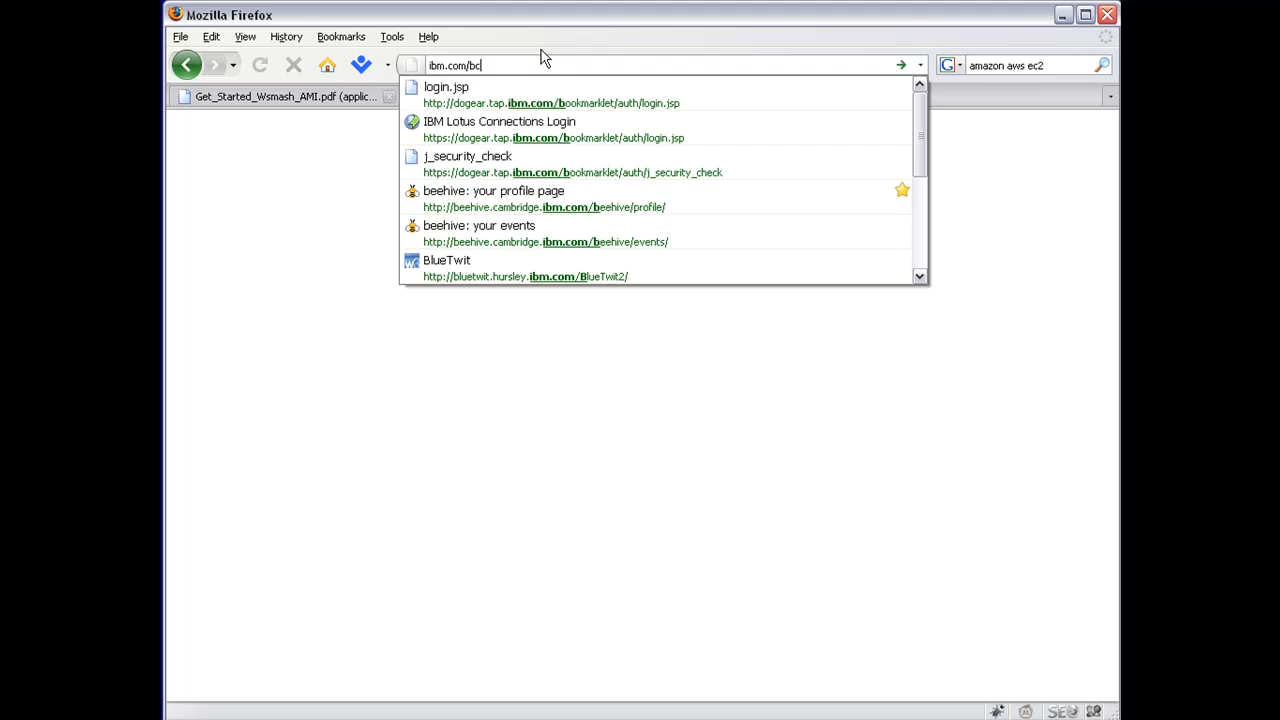 Mozilla Firefox
File Edit View History Bookmarks Tools Help
ibm.com/bc
amazon aws ec2
Get_Started_Wsmash_AMI.pdf (applic...
login.jsp
http://dogear.tap.ibm.com/bookmarklet/auth/login.jsp
IBM Lotus Connections Login
https://dogear.tap.ibm.com/bookmarklet/auth/login.jsp
j_security_check
https://dogear.tap.ibm.com/bookmarklet/auth/j_security_check
beehive: your profile page
http://beehive.cambridge.ibm.com/beehive/profile/
beehive: your events
http://beehive.cambridge.ibm.com/beehive/events/
BlueTwit
http://bluetwit.hursley.ibm.com/BlueTwit2/